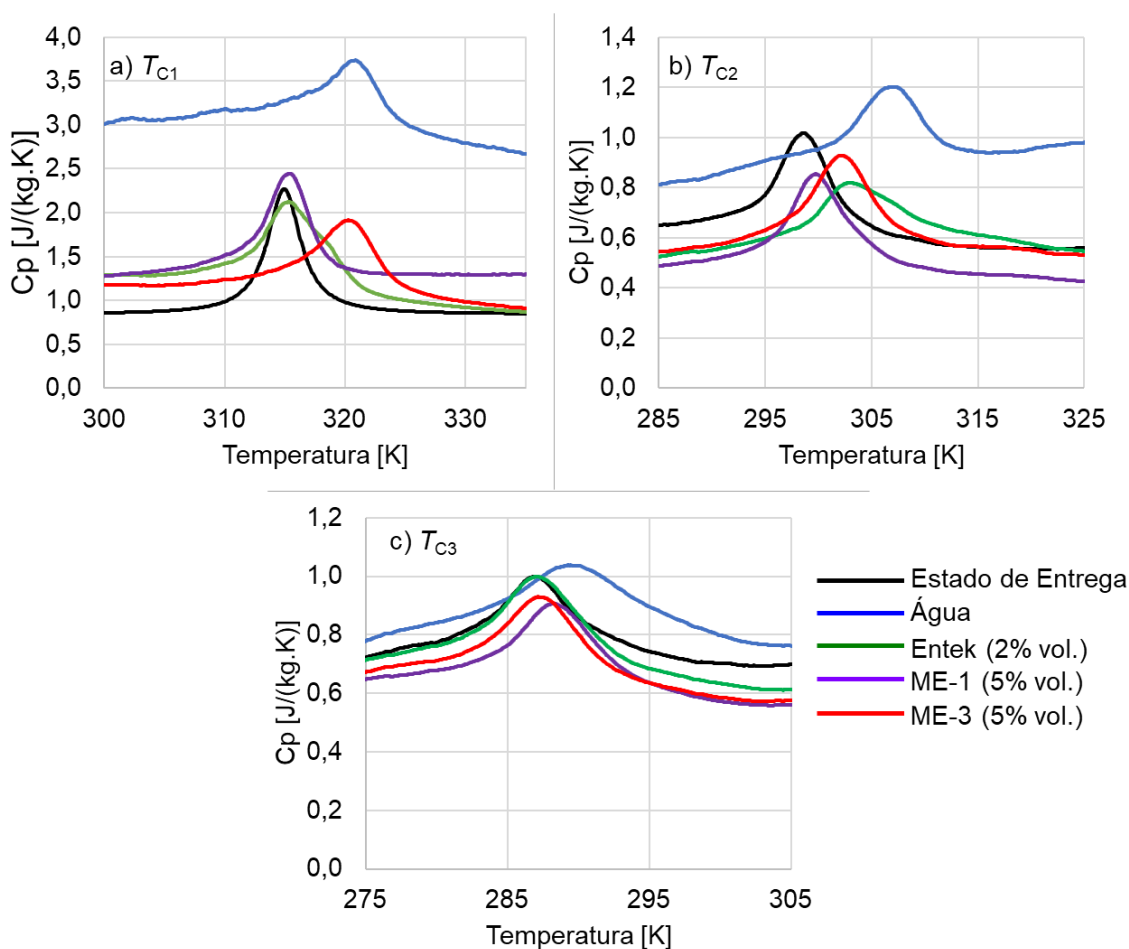 a) TC1
Cp [J/(kg.K)]
4,0
3,5
3,0
2,5
2,0
1,5
1,0
0,5
0,0
300 310 320 330
Temperatura [K]
b) TC2
Cp [J/(kg.K)]
1,4
1,2
1,0
0,8
0,6
0,4
0,2
0,0
285 295 305 315 325
Temperatura [K]
c) TC3
Cp [J/(kg.K)]
1,2
1,0
0,8
0,6
0,4
0,2
0,0
275 285 295 305
Temperatura [K]
Estado de Entrega
Água
Entek (2% vol.)
ME-1 (5% vol.)
ME-3 (5% vol.)